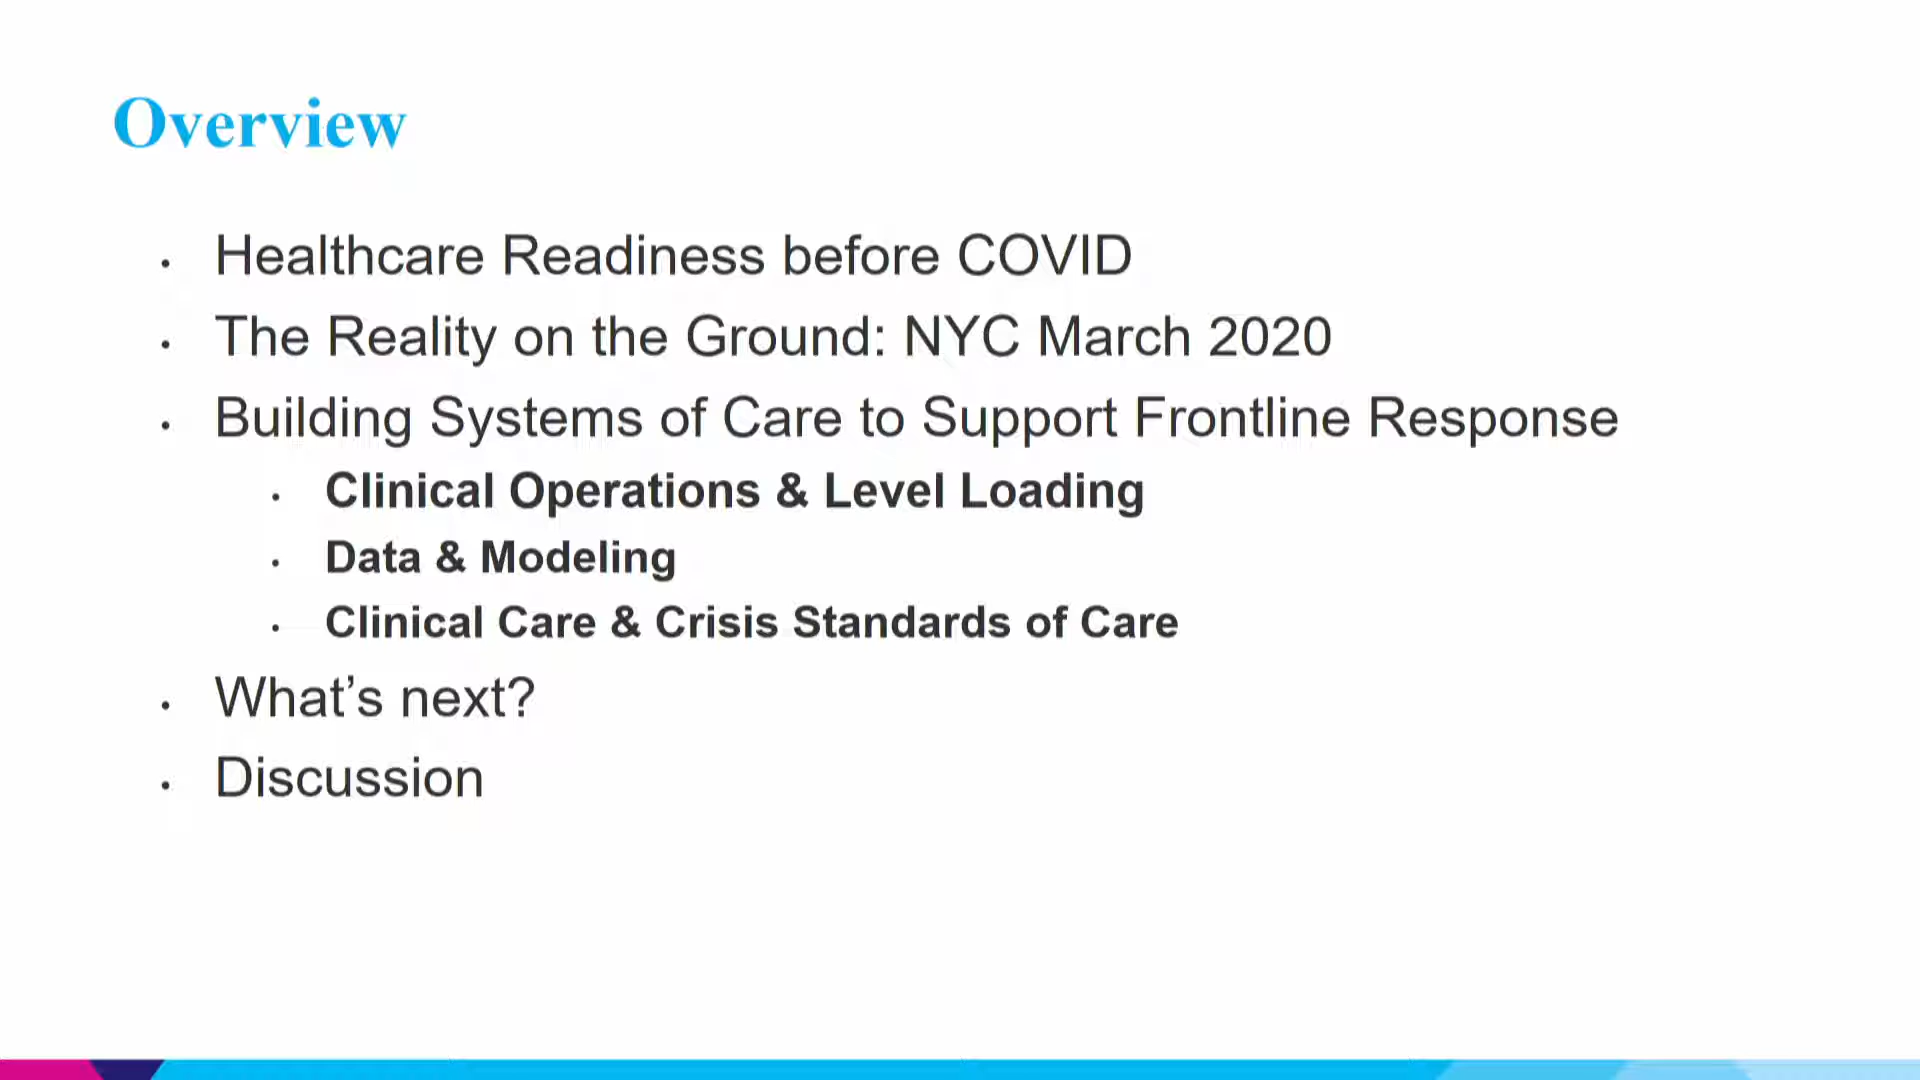 Overview
• Healthcare Readiness before COVID
• The Reality on the Ground: NYC March 2020
• Building Systems of Care to Support Frontline Response
• Clinical Operations & Level Loading
• Data & Modeling
• Clinical Care & Crisis Standards of Care
• What’s next?
• Discussion